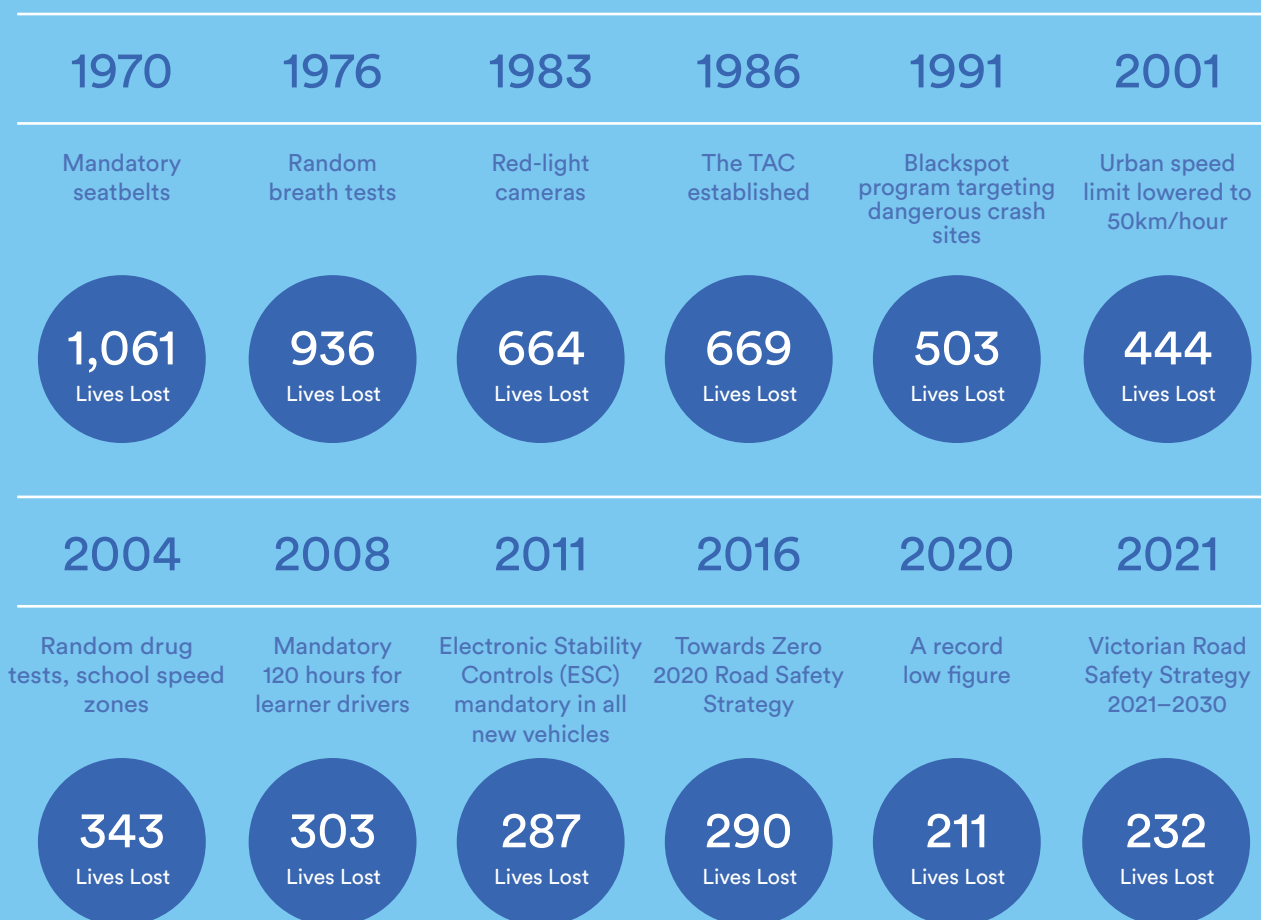 1970 1976 1983 1986 1991 2001
Mandatory
seatbelts
Random
breath tests
Red-light
cameras
The TAC
established
Blackspot
program targeting
dangerous crash
sites
Urban speed
limit lowered to
50km/hour
1,061
Lives Lost
936
Lives Lost
664
Lives Lost
669
Lives Lost
503
Lives Lost
444
Lives Lost
2004 2008 2011 2016 2020 2021
Random drug
tests, school speed
zones
Mandatory
120 hours for
learner drivers
Electronic Stability
Controls (ESC)
mandatory in all
new vehicles
Towards Zero
2020 Road Safety
Strategy
A record
low figure
Victorian Road
Safety Strategy
2021–2030
343
Lives Lost
303
Lives Lost
287
Lives Lost
290
Lives Lost
211
Lives Lost
232
Lives Lost